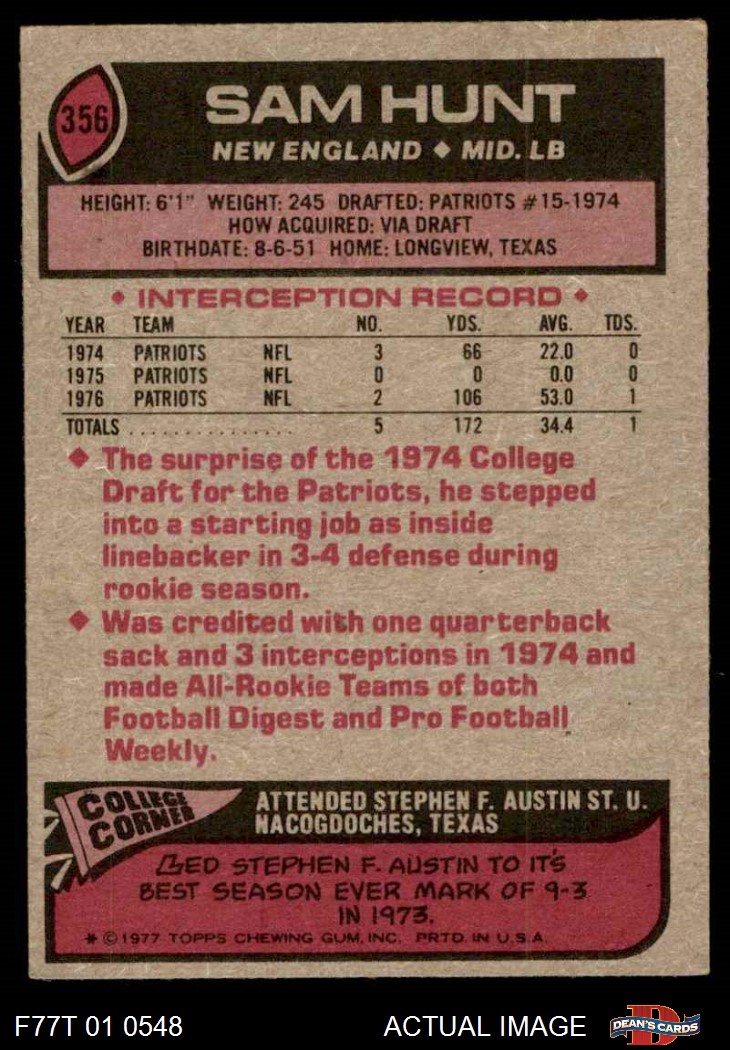 356
SAM HUNT
NEW ENGLAND ◆ MID. LB
HEIGHT: 6'1" WEIGHT: 245 DRAFTED: PATRIOTS #15-1974
HOW ACQUIRED: VIA DRAFT
BIRTHDATE: 8-6-51 HOME: LONGVIEW, TEXAS
◆ INTERCEPTION RECORD ◆
YEAR TEAM NO. YDS. AVG. TDS.
1974 PATRIOTS NFL 3 66 22.0 0
1975 PATRIOTS NFL 0 0 0.0 0
1976 PATRIOTS NFL 2 106 53.0 1
TOTALS . . . . . . . . . . . . . . 5 172 34.4 1
◆ The surprise of the 1974 College
Draft for the Patriots, he stepped
into a starting job as inside
linebacker in 3-4 defense during
rookie season.
◆ Was credited with one quarterback
sack and 3 interceptions in 1974 and
made All-Rookie Teams of both
Football Digest and Pro Football
Weekly.
COLLEGE
CORNER
ATTENDED STEPHEN F. AUSTIN ST. U.
NACOGDOCHES, TEXAS
LED STEPHEN F. AUSTIN TO IT'S
BEST SEASON EVER MARK OF 9-3
IN 1973.
* © 1977 TOPPS CHEWING GUM, INC. PRTD. IN U.S.A.
F77T 01 0548 ACTUAL IMAGE
D
DEAN'S CARDS